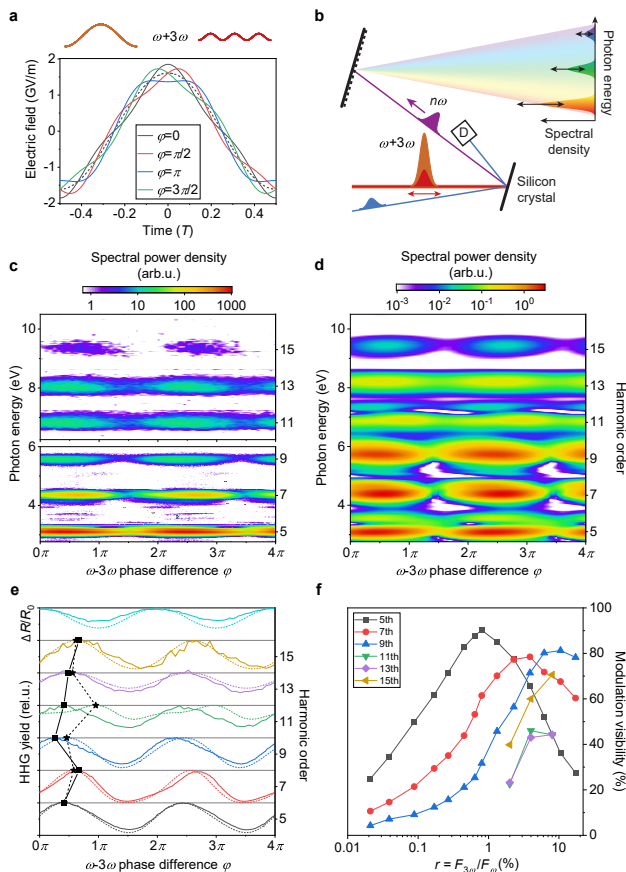 a
ω+3ω
Electric field (GV/m)
2
1
0
-1
-2
φ=0
φ=π/2
φ=π
φ=3π/2
-0.4 -0.2 0.0 0.2 0.4
Time (T)
b
Photon energy
Spectral density
nω
D
ω+3ω
Silicon crystal
c
Spectral power density (arb.u.)
1 10 100 1000
Photon energy (eV)
10
8
6
4
15
13
11
9
7
5
0π 1π 2π 3π 4π
ω-3ω phase difference φ
d
Spectral power density (arb.u.)
10⁻³ 10⁻² 10⁻¹ 10⁰
Photon energy (eV)
10
8
6
4
15
13
11
9
7
5
Harmonic order
0π 1π 2π 3π 4π
ω-3ω phase difference φ
e
ΔR/R₀
HHG yield (rel.u.)
15
13
11
9
7
5
Harmonic order
0π 1π 2π 3π 4π
ω-3ω phase difference φ
f
5th
7th
9th
11th
13th
15th
100
80
60
40
20
0
Modulation visibility (%)
0.01 0.1 1 10
r = F₃ω/Fω(%)